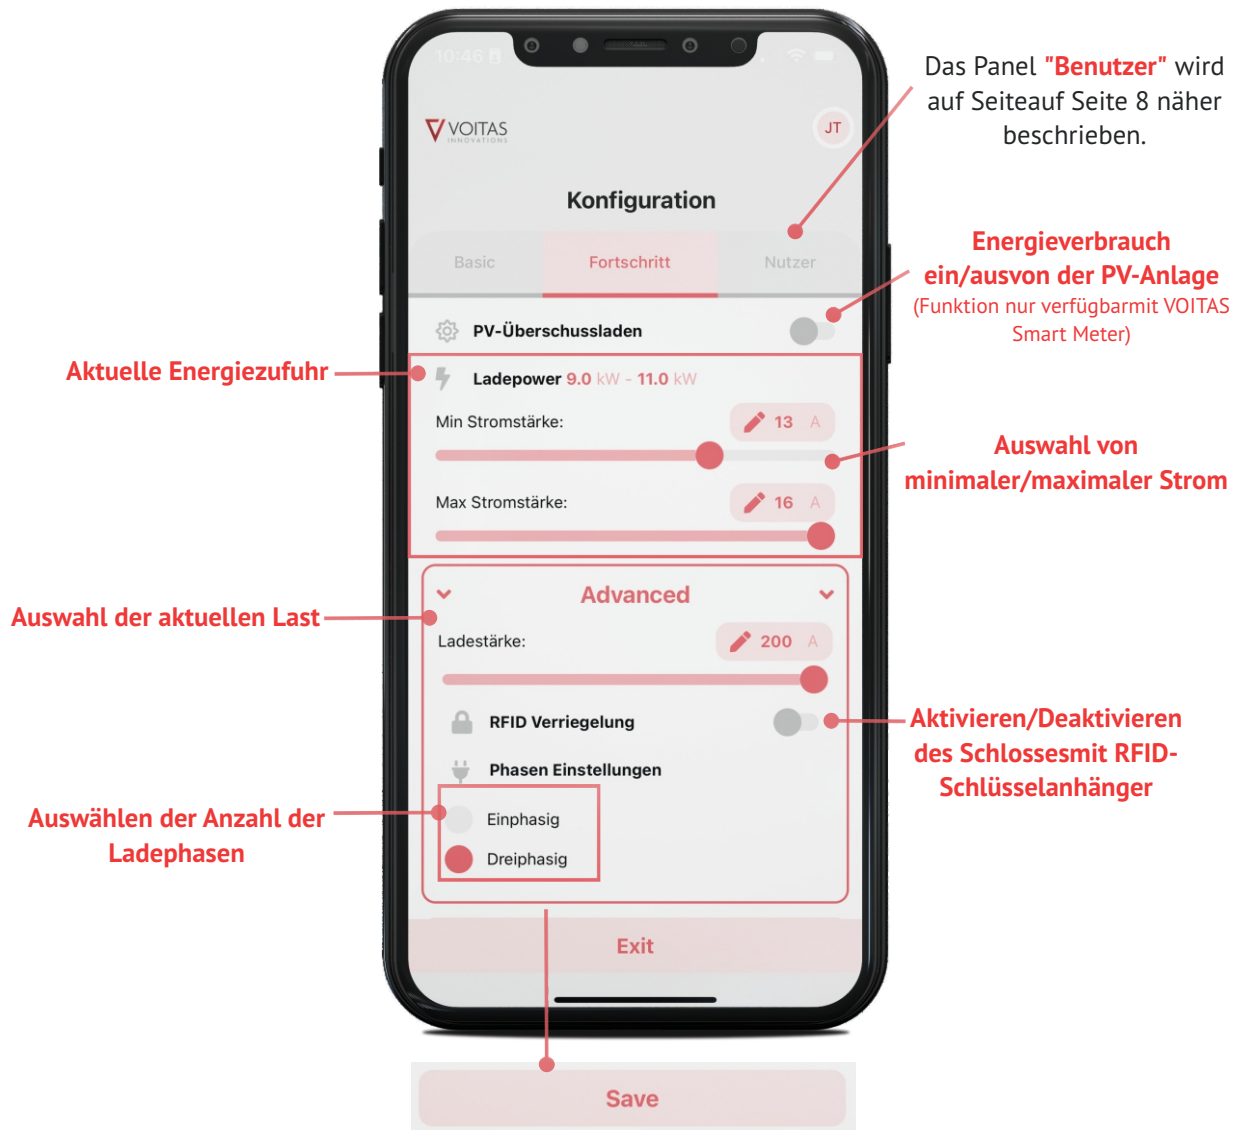 10:46
VOITAS
INNOVATIONS
JT
Das Panel "Benutzer" wird
auf Seiteauf Seite 8 näher
beschrieben.
Konfiguration
Basic
Fortschritt
Nutzer
Energieverbrauch
ein/ausvon der PV-Anlage
(Funktion nur verfügbarmit VOITAS
Smart Meter)
PV-Überschussladen
Aktuelle Energiezufuhr
Ladepower 9.0 kW - 11.0 kW
Min Stromstärke:
13 A
Auswahl von
minimaler/maximaler Strom
Max Stromstärke:
16 A
Advanced
Auswahl der aktuellen Last
Ladestärke:
200 A
RFID Verriegelung
Aktivieren/Deaktivieren
des Schlossesmit RFID-
Schlüsselanhänger
Phasen Einstellungen
Auswählen der Anzahl der
Ladephasen
Einphasig
Dreiphasig
Exit
Save